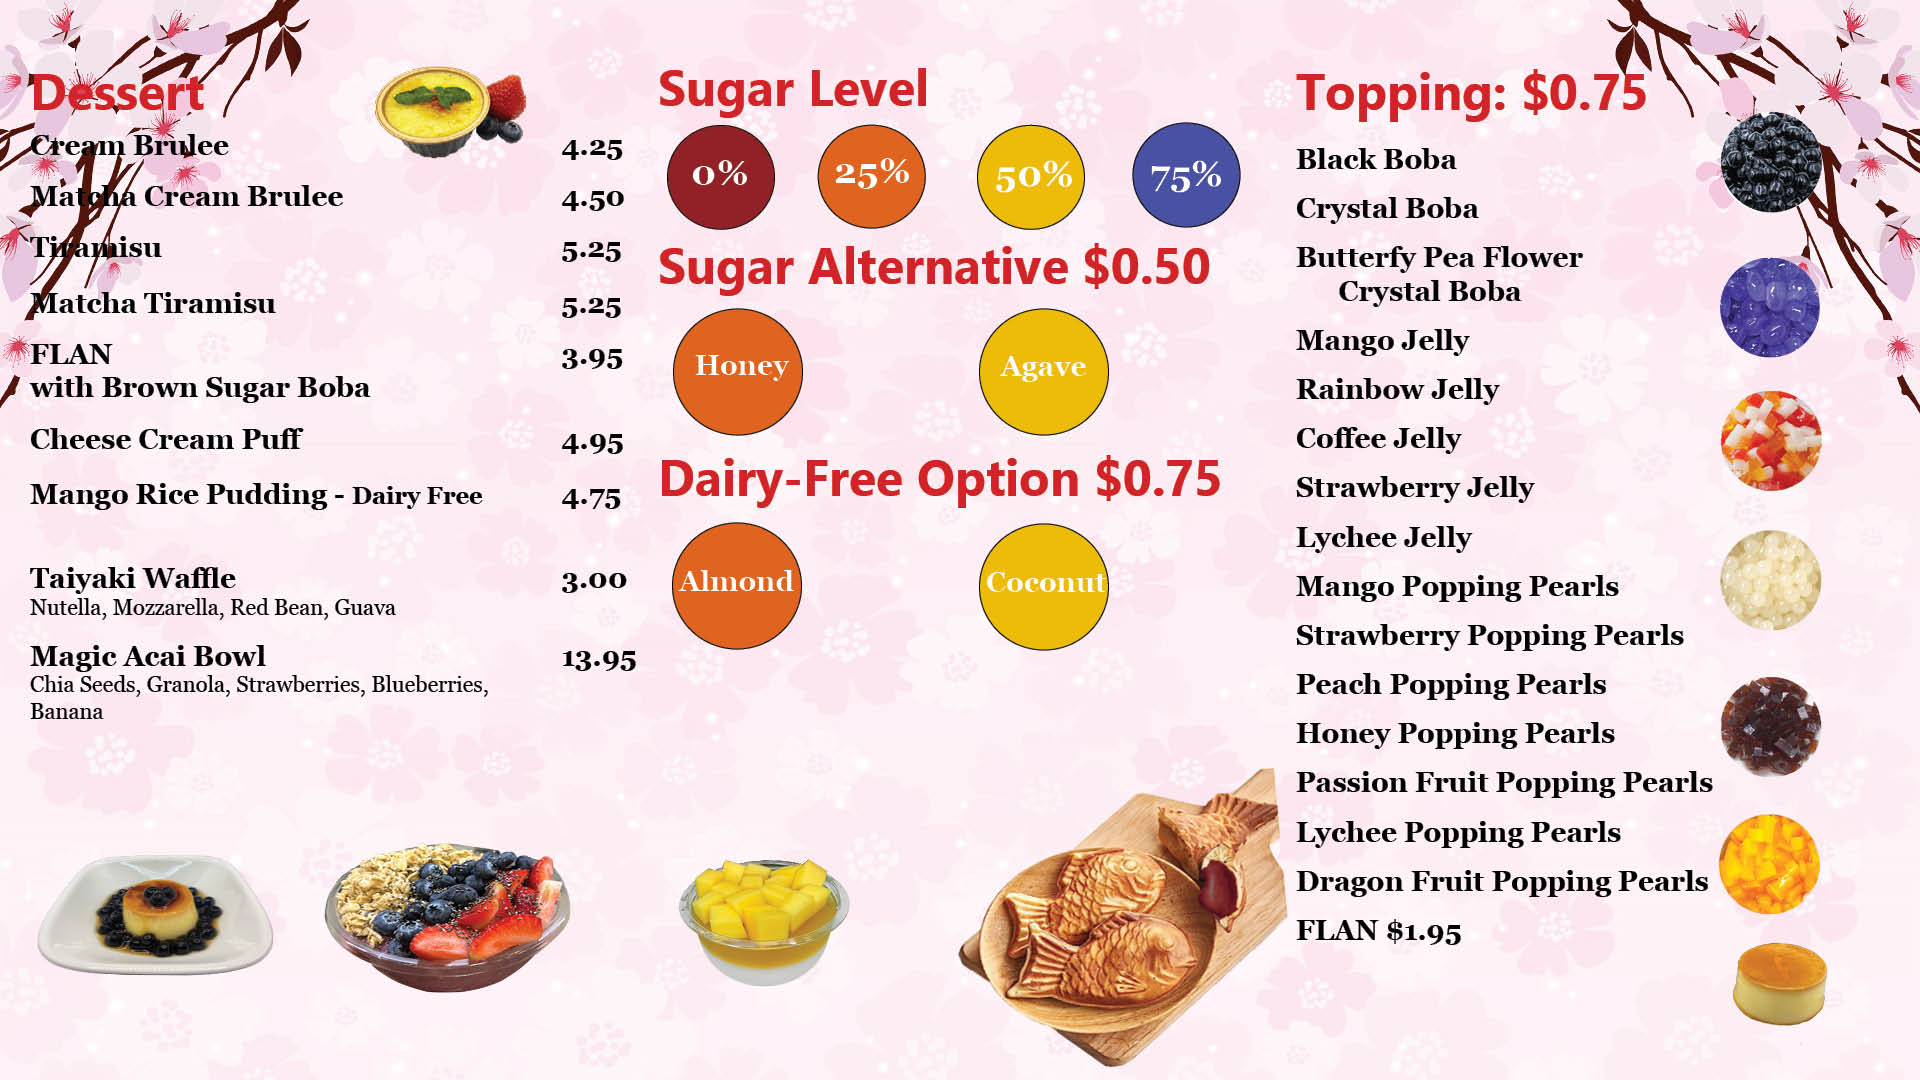 Dessert
Cream Brulee 4.25
Matcha Cream Brulee 4.50
Tiramisu 5.25
Matcha Tiramisu 5.25
FLAN 3.95
with Brown Sugar Boba
Cheese Cream Puff 4.95
Mango Rice Pudding - Dairy Free 4.75
Taiyaki Waffle 3.00
Nutella, Mozzarella, Red Bean, Guava
Magic Acai Bowl 13.95
Chia Seeds, Granola, Strawberries, Blueberries,
Banana
Sugar Level
0% 25% 50% 75%
Sugar Alternative $0.50
Honey Agave
Dairy-Free Option $0.75
Almond Coconut
Topping: $0.75
Black Boba
Crystal Boba
Butterfy Pea Flower
Crystal Boba
Mango Jelly
Rainbow Jelly
Coffee Jelly
Strawberry Jelly
Lychee Jelly
Mango Popping Pearls
Strawberry Popping Pearls
Peach Popping Pearls
Honey Popping Pearls
Passion Fruit Popping Pearls
Lychee Popping Pearls
Dragon Fruit Popping Pearls
FLAN $1.95